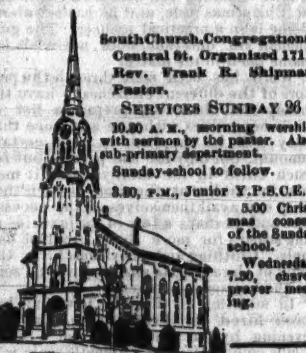 South Church, Congregation
Central St. Organized 171
Rev. Frank R. Shipma
Pastor.
SERVICES SUNDAY 26
10.30 A. M., morning worshi
with sermon by the pastor. Als
sub-primary department.
Sunday-school to follow.
3.30, P.M., Junior Y.P.S.C.E.
5.00 Chris
mas conce
of the Sunda
school.
Wednesda
7.30, churc
prayer mee
ing.